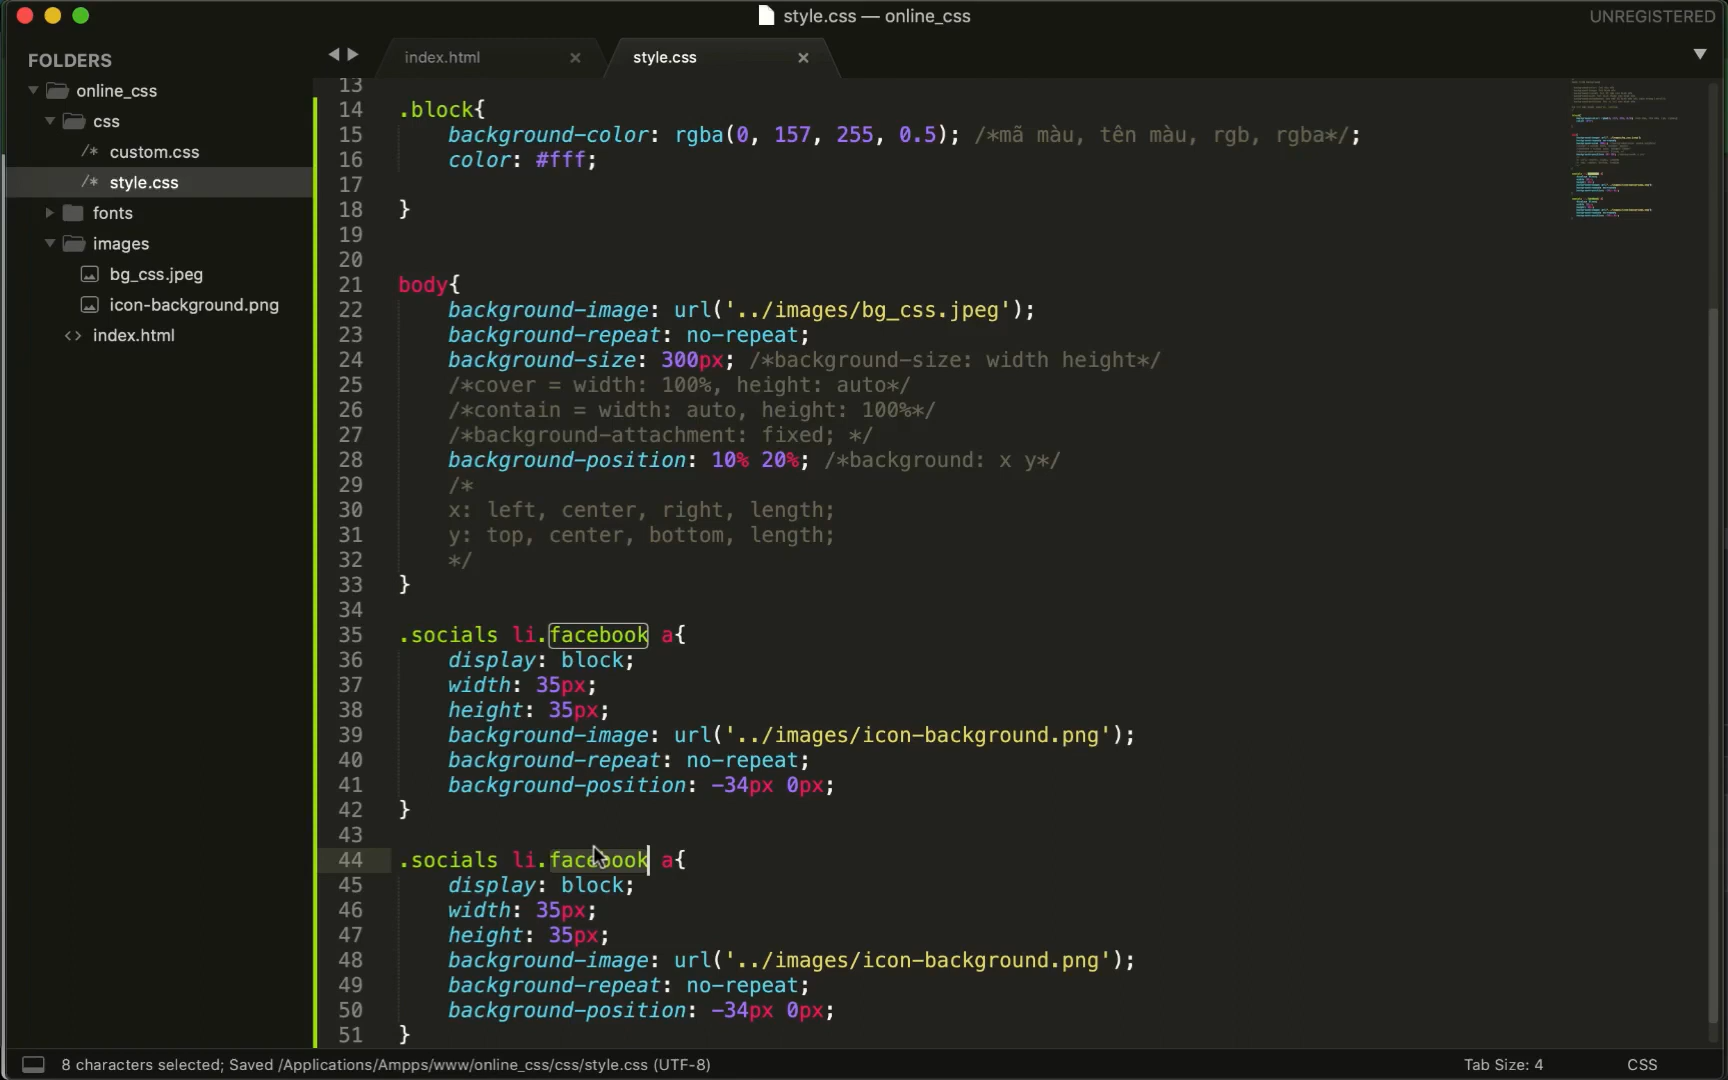 style.css — online_css
UNREGISTERED
FOLDERS
online_css
css
/* custom.css
/* style.css
fonts
images
bg_css.jpeg
icon-background.png
<> index.html
index.html ×
style.css ×
13
14 .block{
15 background-color: rgba(0, 157, 255, 0.5); /*mã màu, tên màu, rgb, rgba*/;
16 color: #fff;
17
18 }
19
20
21 body{
22 background-image: url('../images/bg_css.jpeg');
23 background-repeat: no-repeat;
24 background-size: 300px; /*background-size: width height*/
25 /*cover = width: 100%, height: auto*/
26 /*contain = width: auto, height: 100%*/
27 /*background-attachment: fixed; */
28 background-position: 10% 20%; /*background: x y*/
29 /*
30 x: left, center, right, length;
31 y: top, center, bottom, length;
32 */
33 }
34
35 .socials li.facebook a{
36 display: block;
37 width: 35px;
38 height: 35px;
39 background-image: url('../images/icon-background.png');
40 background-repeat: no-repeat;
41 background-position: -34px 0px;
42 }
43
44 .socials li.facebook a{
45 display: block;
46 width: 35px;
47 height: 35px;
48 background-image: url('../images/icon-background.png');
49 background-repeat: no-repeat;
50 background-position: -34px 0px;
51 }
8 characters selected; Saved /Applications/Ampps/www/online_css/css/style.css (UTF-8)
Tab Size: 4
CSS